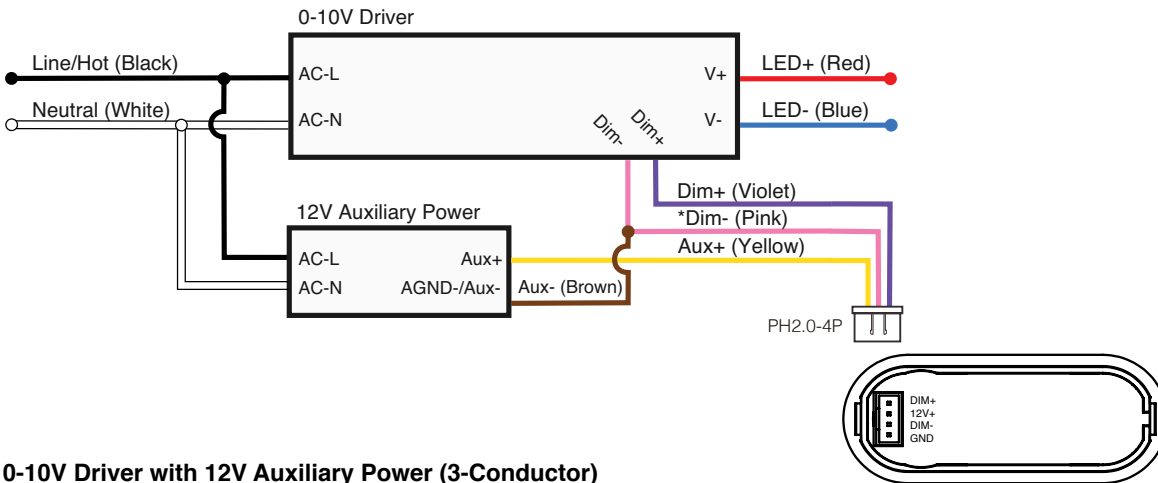 0-10V Driver
Line/Hot (Black)
AC-L
V+
LED+ (Red)
Neutral (White)
AC-N
Dim-
Dim+
V-
LED- (Blue)
Dim+ (Violet)
12V Auxiliary Power
*Dim- (Pink)
AC-L
Aux+
Aux+ (Yellow)
AC-N
AGND-/Aux-
Aux- (Brown)
PH2.0-4P
DIM+
12V+
DIM-
GND
0-10V Driver with 12V Auxiliary Power (3-Conductor)